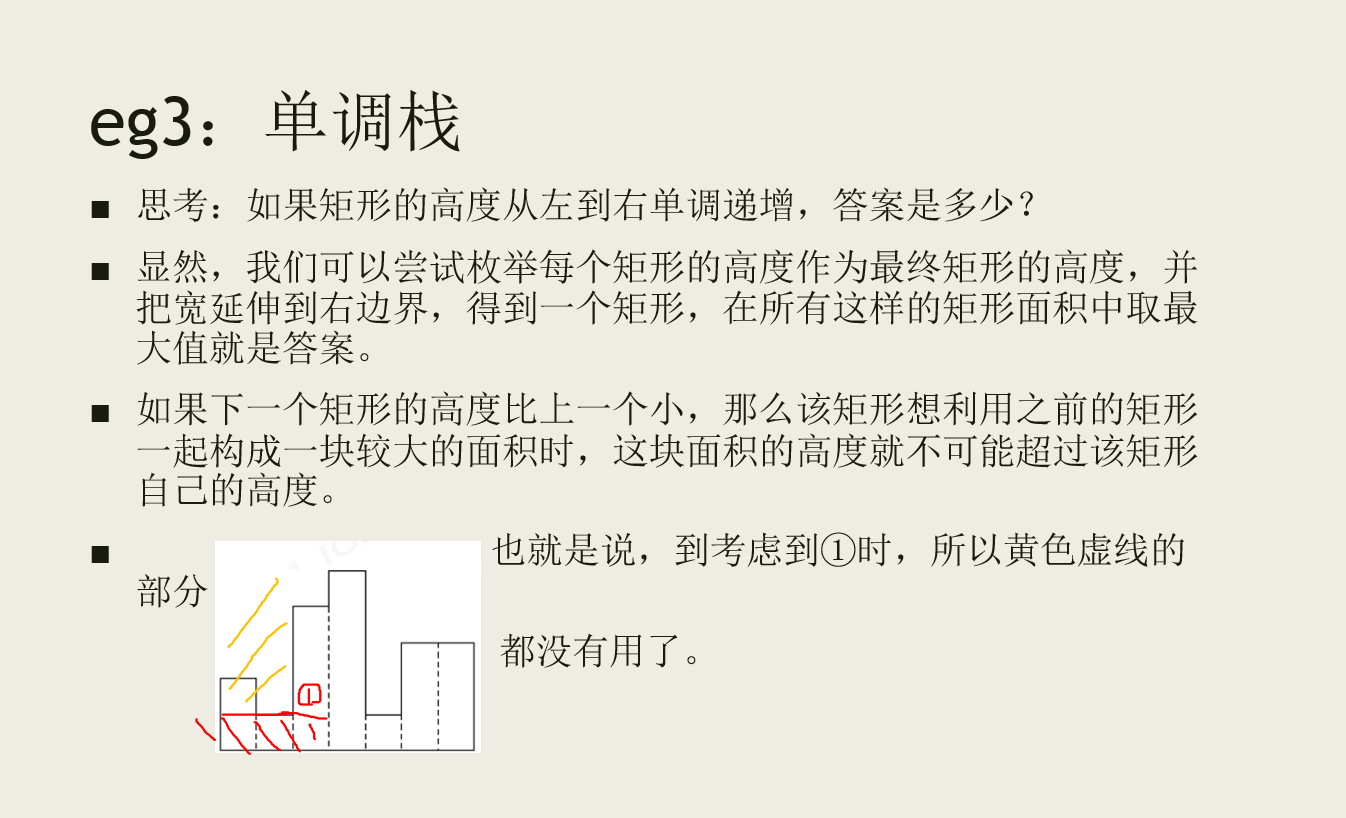 eg3：单调栈
■ 思考：如果矩形的高度从左到右单调递增，答案是多少？
■ 显然，我们可以尝试枚举每个矩形的高度作为最终矩形的高度，并
把宽延伸到右边界，得到一个矩形，在所有这样的矩形面积中取最
大值就是答案。
■ 如果下一个矩形的高度比上一个小，那么该矩形想利用之前的矩形
一起构成一块较大的面积时，这块面积的高度就不可能超过该矩形
自己的高度。
■ 也就是说，到考虑到①时，所以黄色虚线的
部分
都没有用了。
①